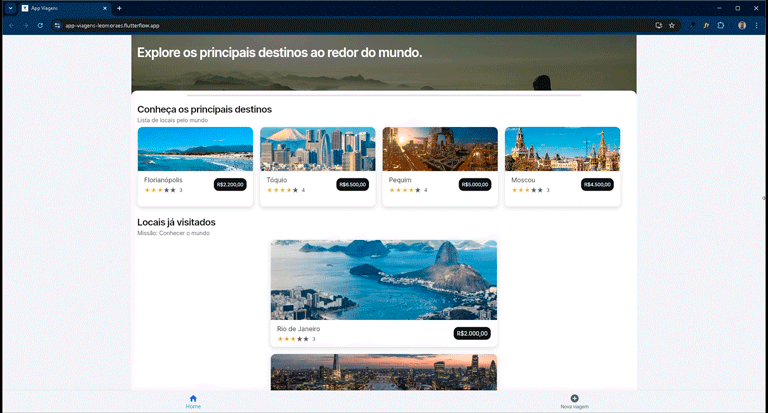 App Viagens
app-viagens-leomoraes.flutterflow.app
Explore os principais destinos ao redor do mundo.
Conheça os principais destinos
Lista de locais pelo mundo
Florianópolis
3
R$2.200,00
Tóquio
4
R$6.500,00
Pequim
4
R$5.000,00
Moscou
3
R$4.500,00
Locais já visitados
Missão: Conhecer o mundo
Rio de Janeiro
3
R$2.000,00
Home
Nova viagem